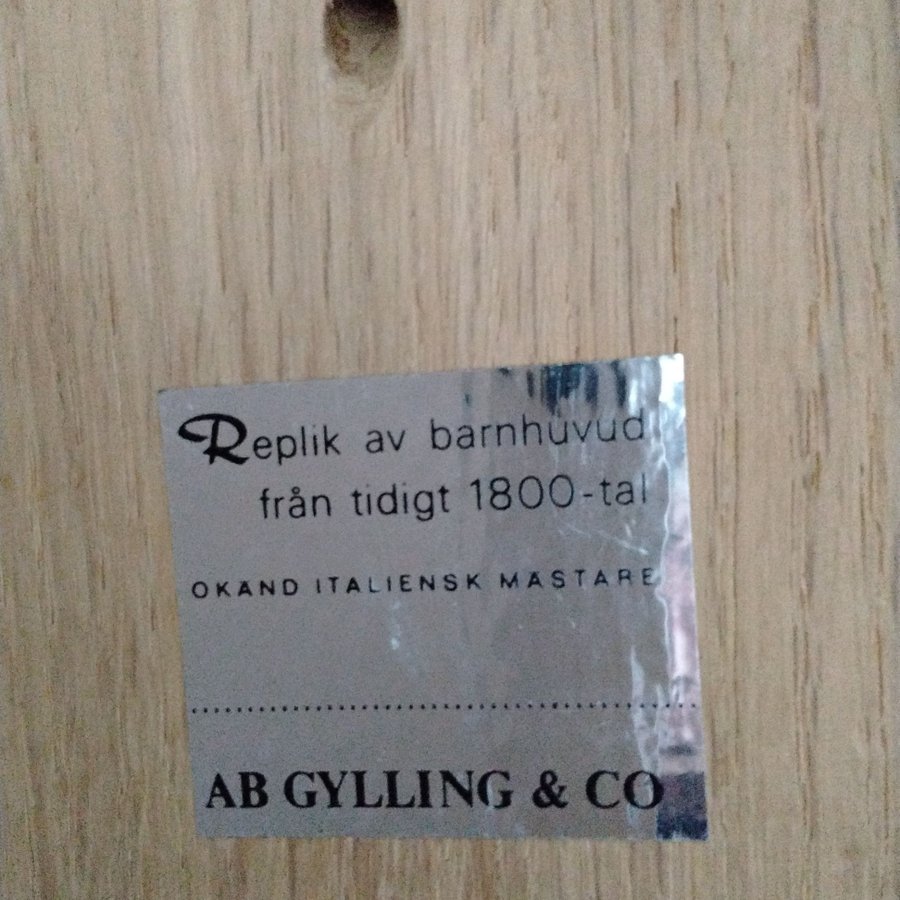 Replik av barnhuvud
från tidigt 1800-tal
OKÄND ITALIENSK MÄSTARE
AB GYLLING & CO